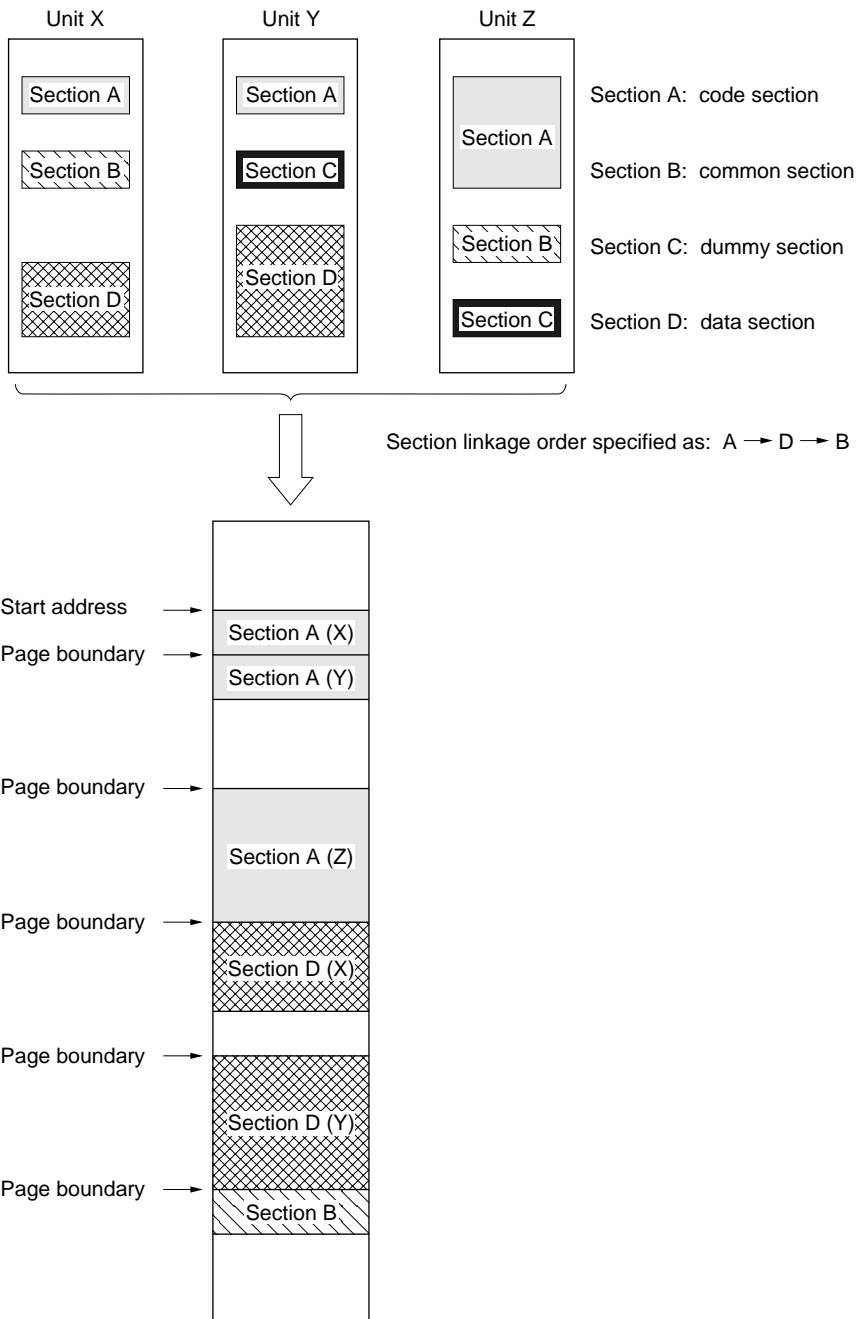 Unit X
Unit Y
Unit Z
Section A
Section B
Section D
Section A
Section C
Section D
Section A
Section B
Section C
Section A: code section
Section B: common section
Section C: dummy section
Section D: data section
Section linkage order specified as: A → D → B
Start address
Section A (X)
Page boundary
Section A (Y)
Page boundary
Section A (Z)
Page boundary
Section D (X)
Page boundary
Section D (Y)
Page boundary
Section B